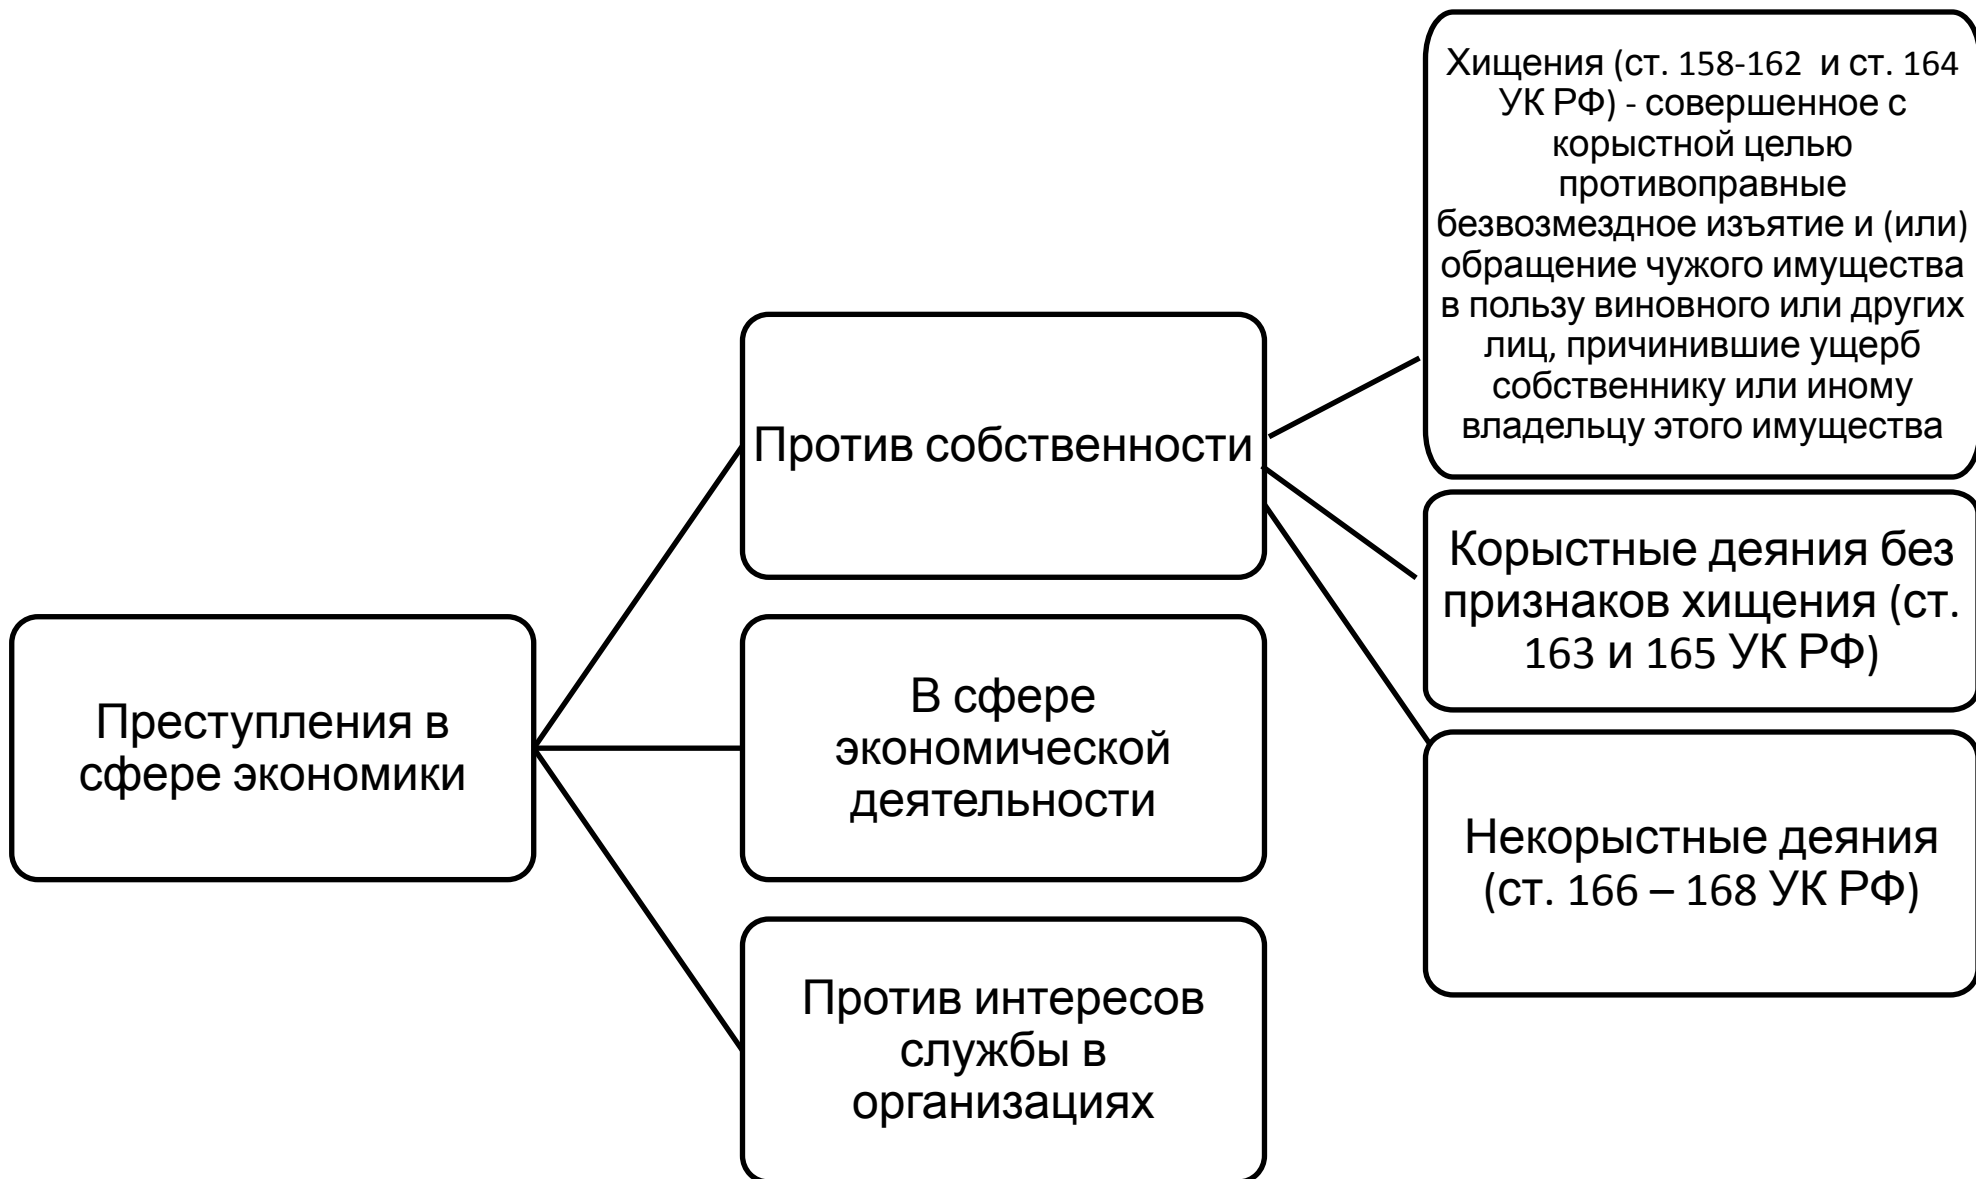 Преступления в
сфере экономики
Против собственности
В сфере
экономической
деятельности
Против интересов
службы в
организациях
Хищения (ст. 158-162 и ст. 164
УК РФ) - совершенное с
корыстной целью
противоправные
безвозмездное изъятие и (или)
обращение чужого имущества
в пользу виновного или других
лиц, причинившие ущерб
собственнику или иному
владельцу этого имущества
Корыстные деяния без
признаков хищения (ст.
163 и 165 УК РФ)
Некорыстные деяния
(ст. 166 – 168 УК РФ)